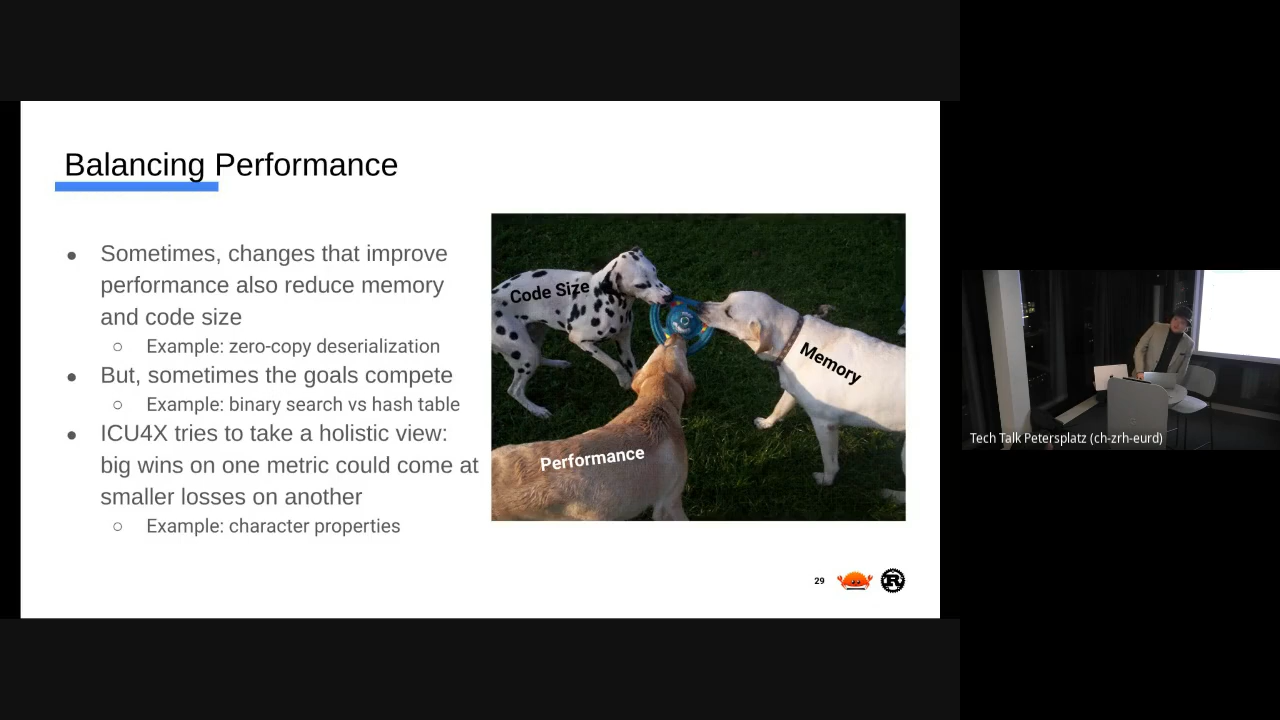 Balancing Performance
● Sometimes, changes that improve
performance also reduce memory
and code size
○ Example: zero-copy deserialization
● But, sometimes the goals compete
○ Example: binary search vs hash table
● ICU4X tries to take a holistic view:
big wins on one metric could come at
smaller losses on another
○ Example: character properties
Code Size
Memory
Performance
29
R
Tech Talk Petersplatz (ch-zrh-eurd)